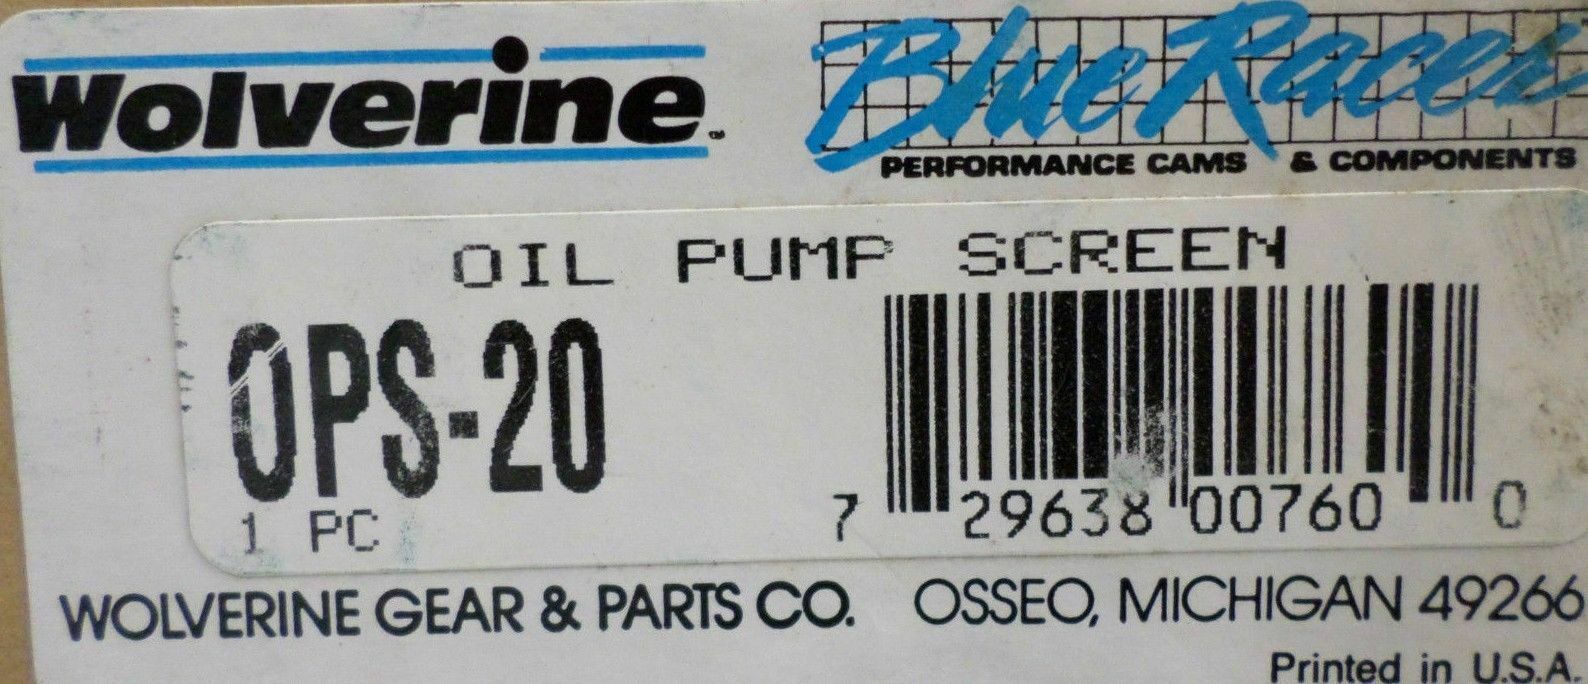 Wolverine™
Blue Racer
PERFORMANCE CAMS & COMPONENTS
OIL PUMP SCREEN
OPS-20
1 PC
7 29638 00760 0
WOLVERINE GEAR & PARTS CO. OSSEO, MICHIGAN 49266
Printed in U.S.A.